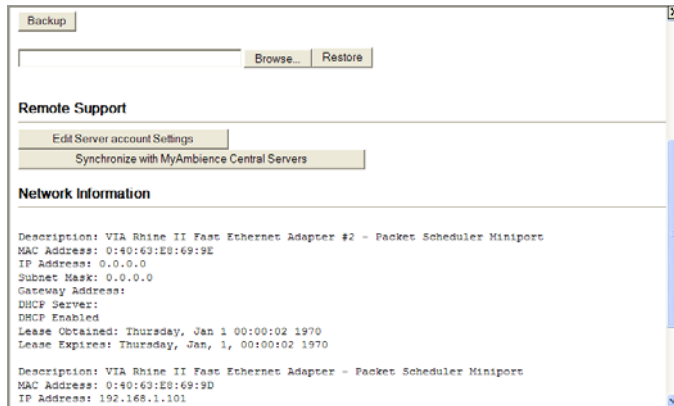 Backup
Browse... Restore
Remote Support
Edit Server account Settings
Synchronize with MyAmbience Central Servers
Network Information
Description: VIA Rhine II Fast Ethernet Adapter #2 - Packet Scheduler Miniport
MAC Address: 0:40:63:E8:69:9E
IP Address: 0.0.0.0
Subnet Mask: 0.0.0.0
Gateway Address:
DHCP Server:
DHCP Enabled
Lease Obtained: Thursday, Jan 1 00:00:02 1970
Lease Expires: Thursday, Jan, 1, 00:00:02 1970
Description: VIA Rhine II Fast Ethernet Adapter - Packet Scheduler Miniport
MAC Address: 0:40:63:E8:69:9D
IP Address: 192.168.1.101